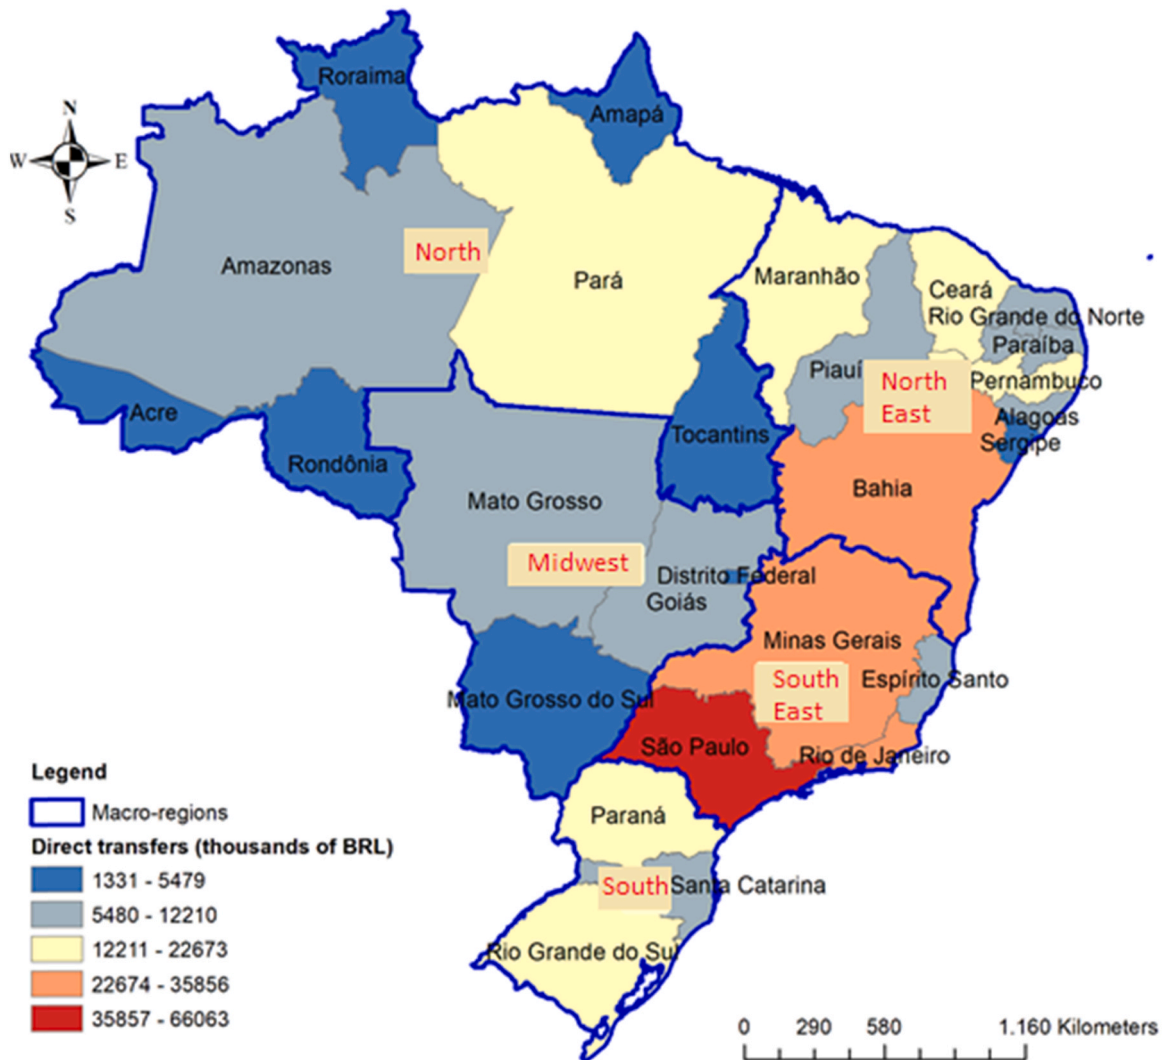 Roraima
Amapá
N
W E
S
North
Amazonas
Pará
Maranhão
Ceará
Rio Grande do Norte
Paraíba
Piauí
North
East
Pernambuco
Alagoas
Sergipe
Acre
Rondônia
Tocantins
Bahia
Mato Grosso
Midwest
Distrito Federal
Goiás
Minas Gerais
Espírito Santo
South
East
Mato Grosso do Sul
São Paulo
Rio de Janeiro
Paraná
South
Santa Catarina
Rio Grande do Sul
Legend
Macro-regions
Direct transfers (thousands of BRL)
1331 - 5479
5480 - 12210
12211 - 22673
22674 - 35856
35857 - 66063
0 290 580 1.160 Kilometers